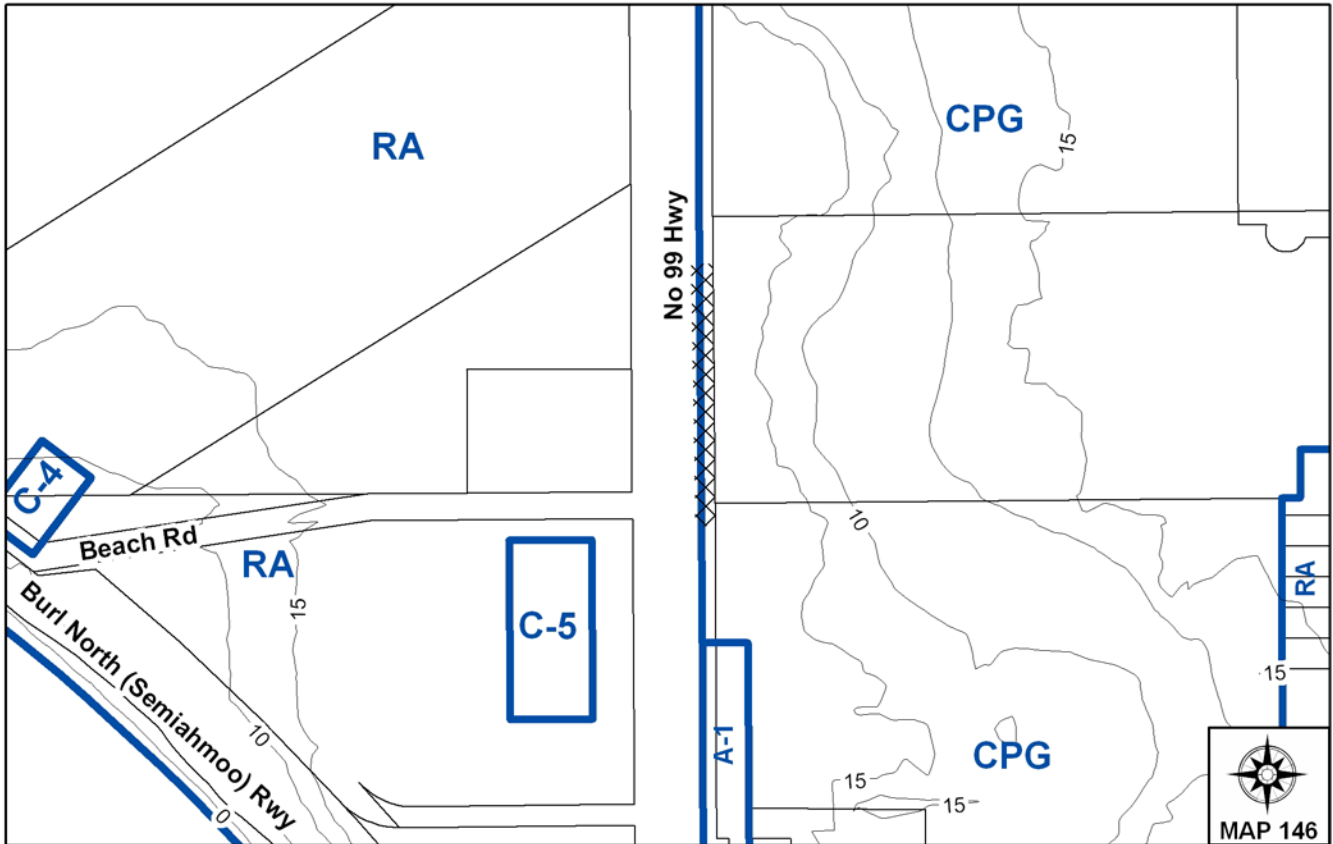 CPG
RA
15
No 99 Hwy
C-4
10
Beach Rd
RA
RA
15
C-5
Burl North (Semiahmoo) Rwy
15
10
A-1
CPG
15
15
0
MAP 146